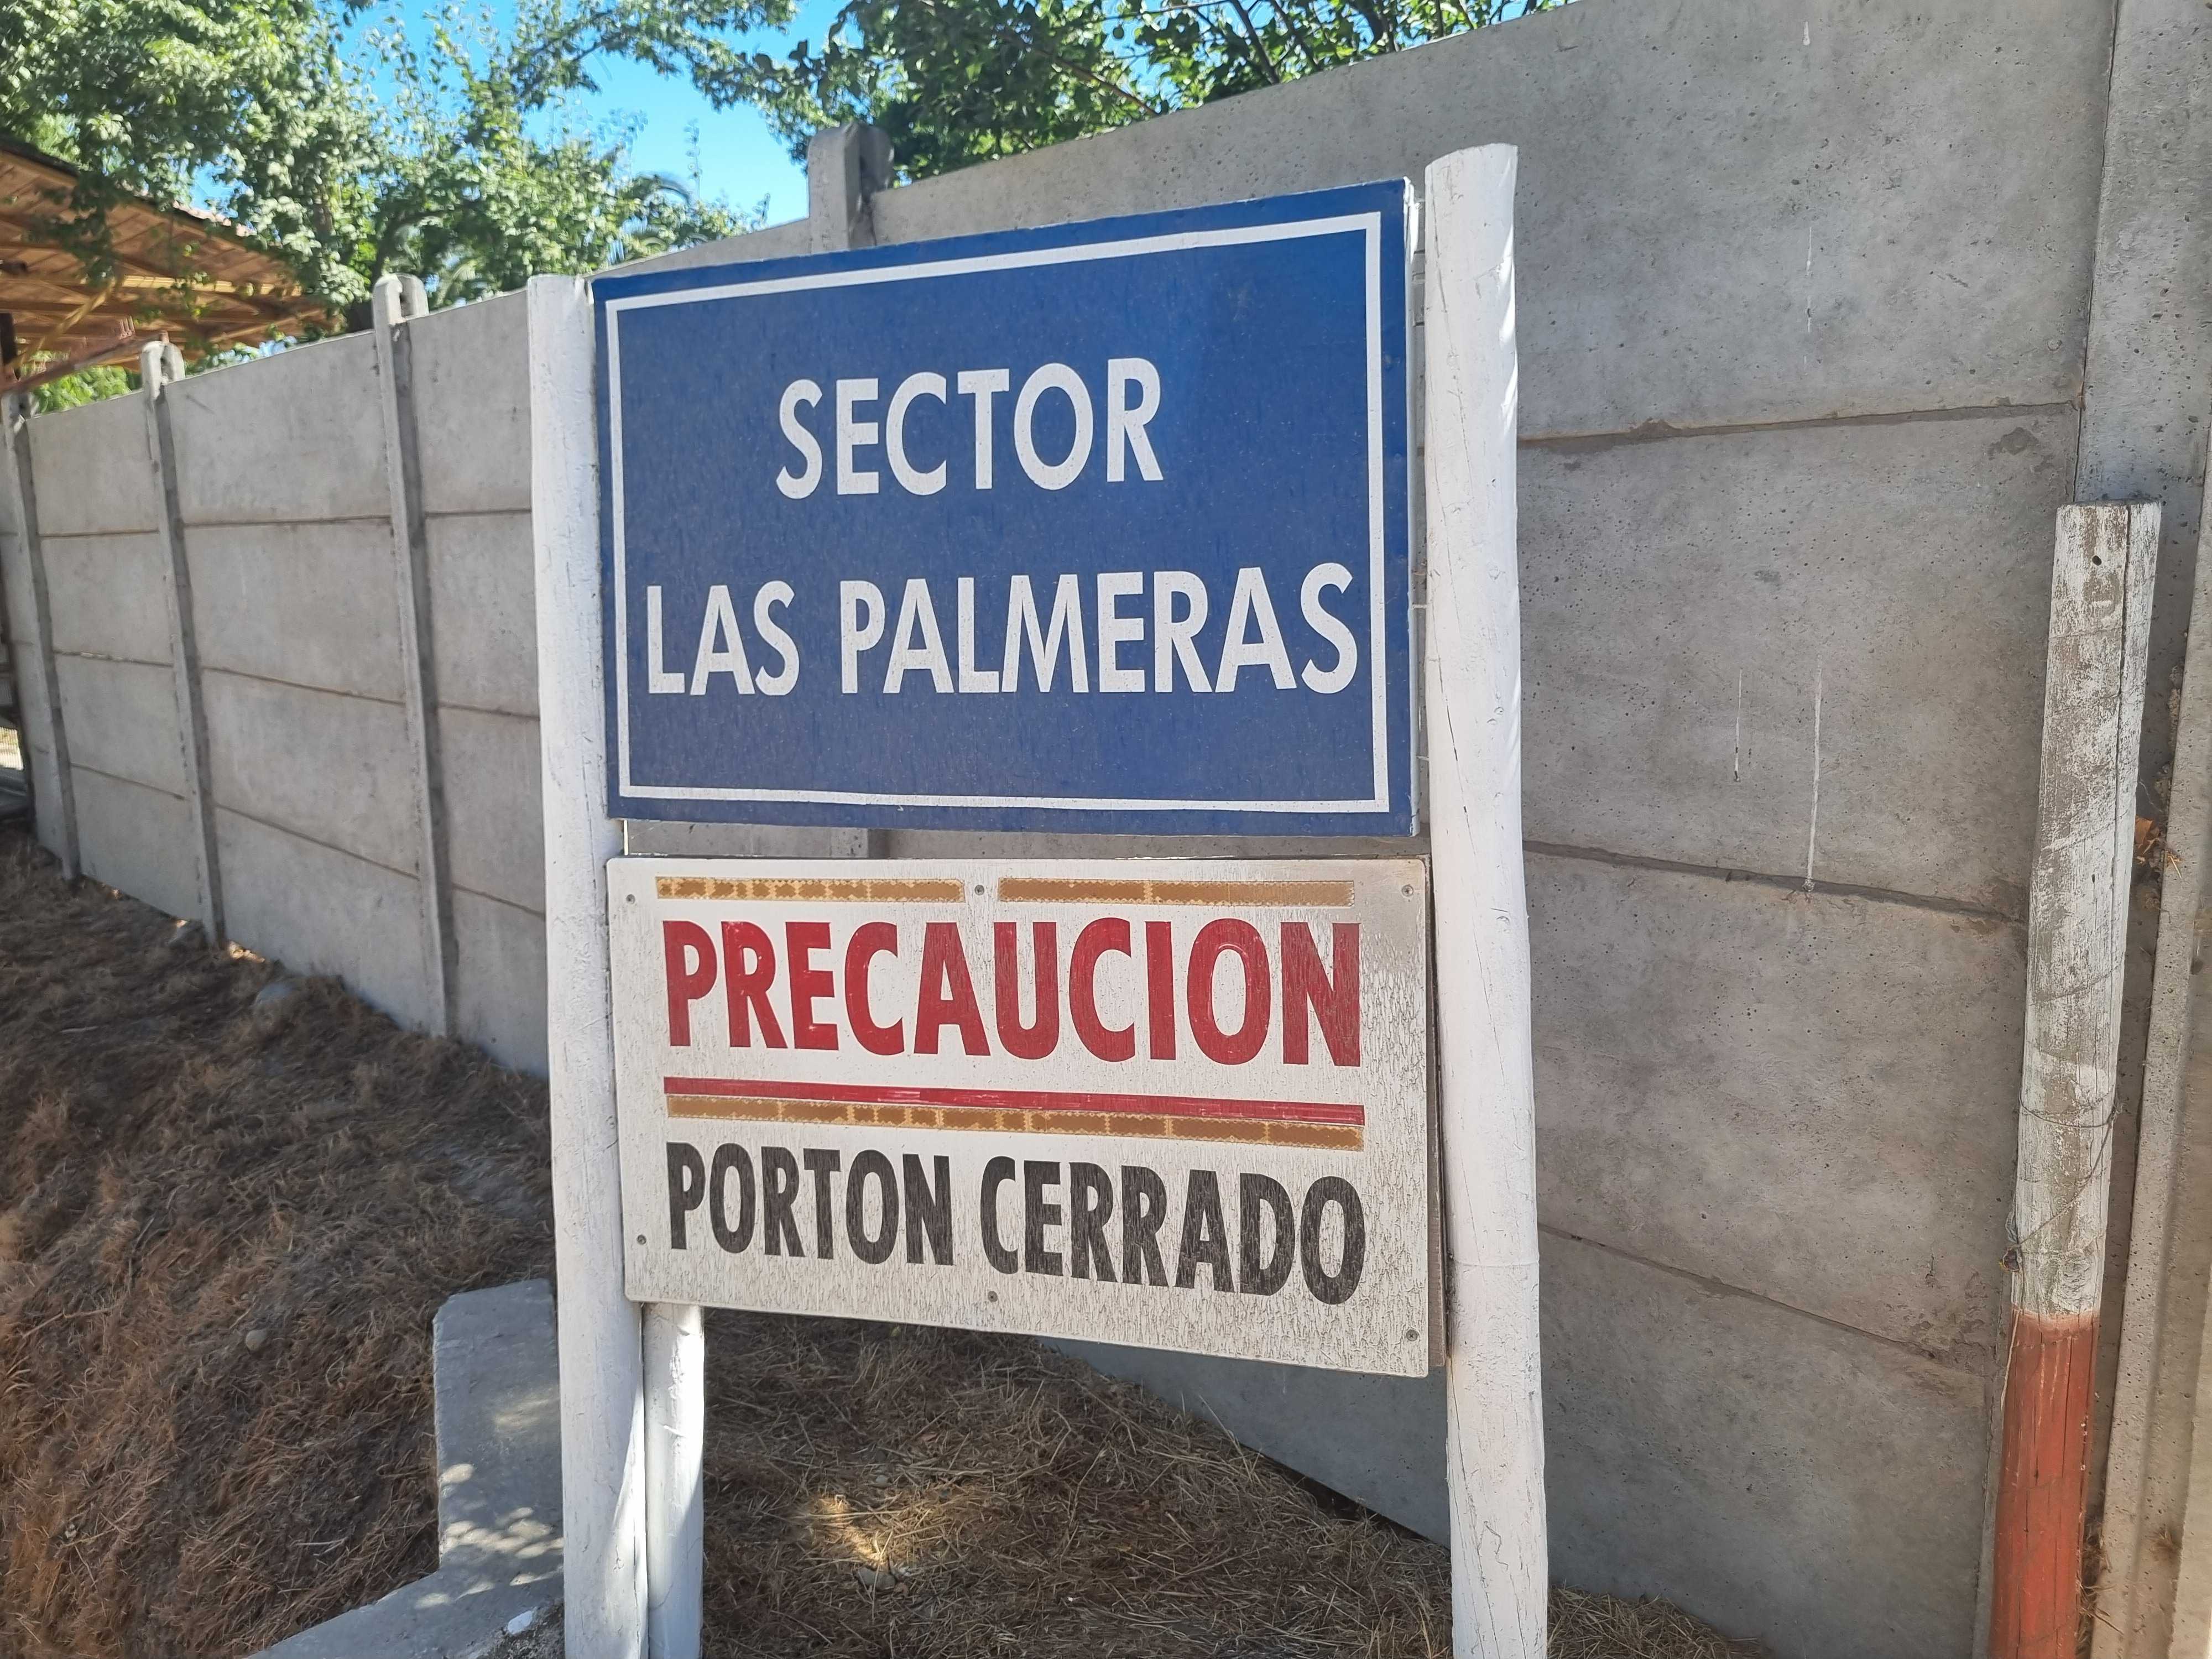 SECTOR
LAS PALMERAS
PRECAUCION
PORTON CERRADO